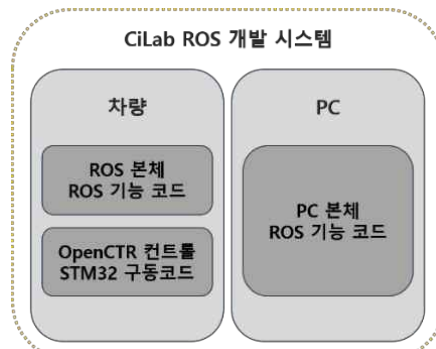 CiLab ROS 개발 시스템
차량
ROS 본체
ROS 기능 코드
OpenCTR 컨트롤
STM32 구동코드
PC
PC 본체
ROS 기능 코드